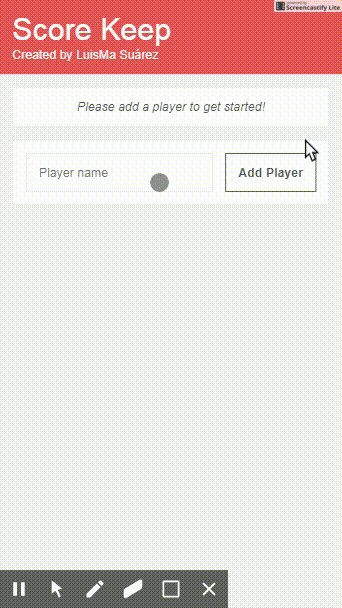 powered by
Screencastify Lite
Score Keep
Created by LuisMa Suárez
Please add a player to get started!
Player name
Add Player